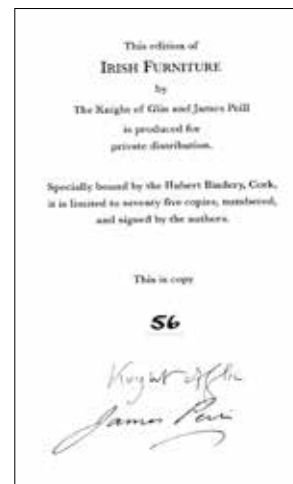 This edition of
IRISH FURNITURE
by
The Knight of Glin and James Peill
is produced for
private distribution.
Specially bound by the Hubert Bindery, Cork,
it is limited to seventy five copies, numbered,
and signed by the authors.
This is copy
56
Knight of Glin
James Peill